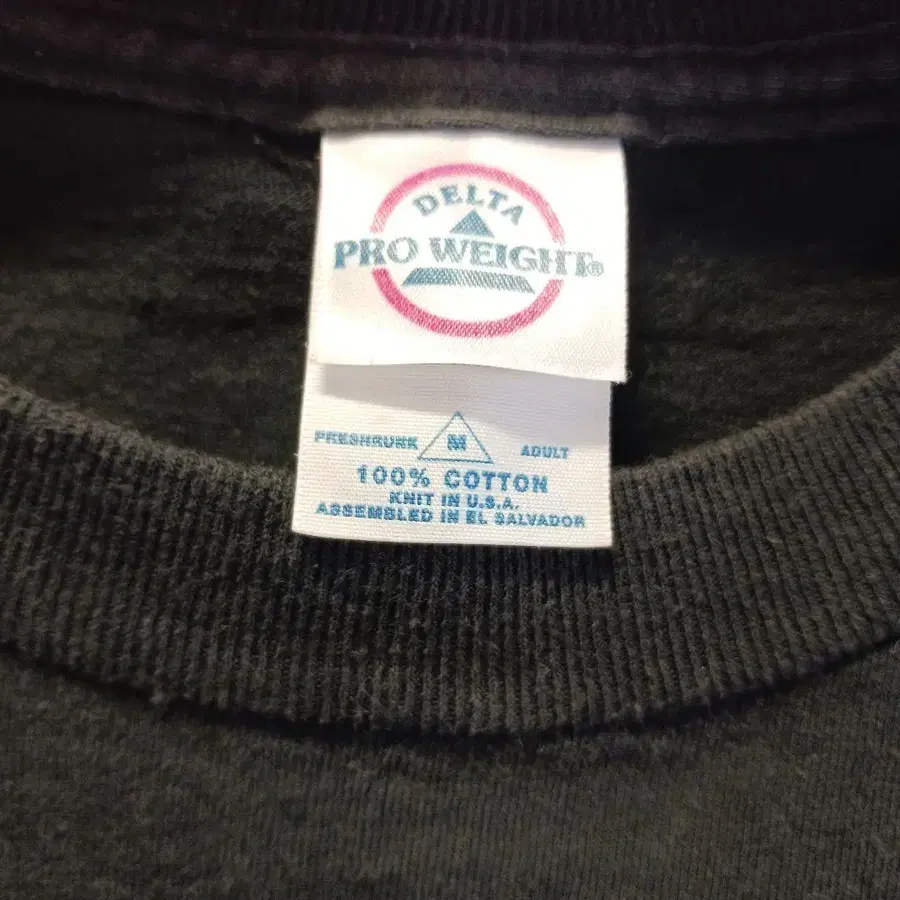 DELTA
PRO WEIGHT®
PRESHRUNK M ADULT
100% COTTON
KNIT IN U.S.A.
ASSEMBLED IN EL SALVADOR